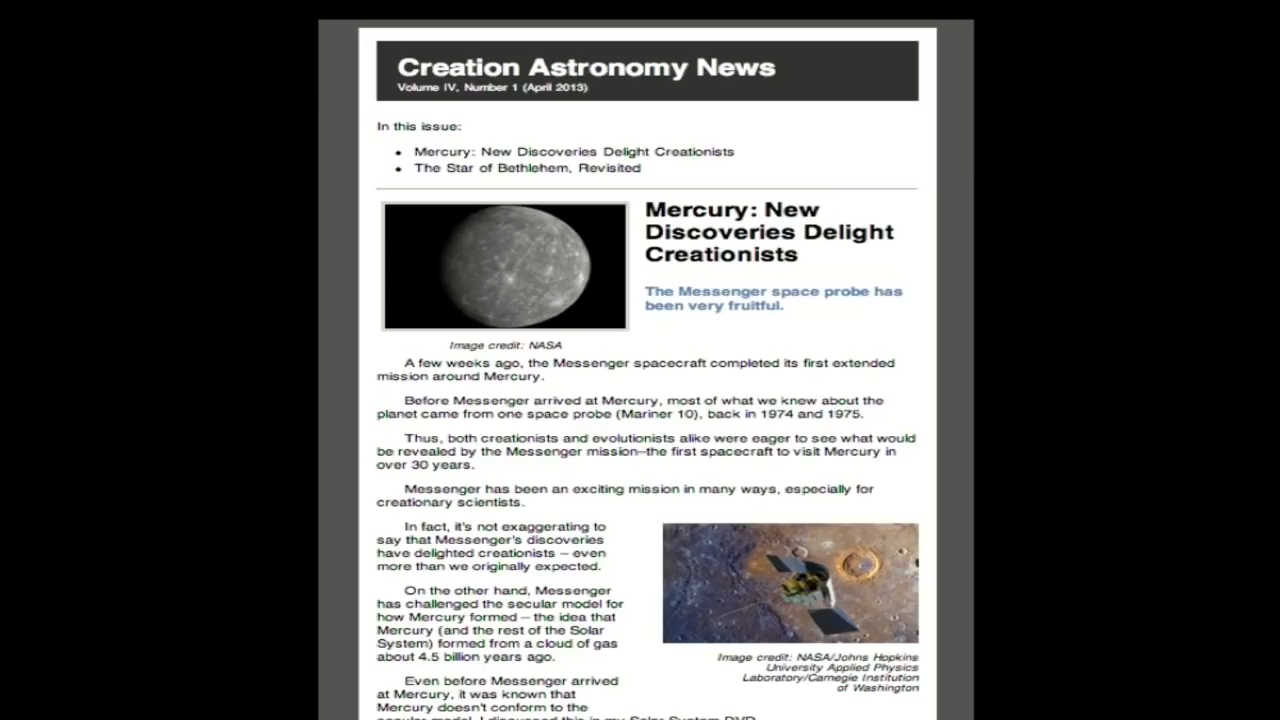 Creation Astronomy News
Volume IV, Number 1 (April 2013)
In this issue:
• Mercury: New Discoveries Delight Creationists
• The Star of Bethlehem, Revisited
Mercury: New
Discoveries Delight
Creationists
The Messenger space probe has
been very fruitful.
Image credit: NASA
A few weeks ago, the Messenger spacecraft completed its first extended
mission around Mercury.
Before Messenger arrived at Mercury, most of what we knew about the
planet came from one space probe (Mariner 10), back in 1974 and 1975.
Thus, both creationists and evolutionists alike were eager to see what would
be revealed by the Messenger mission—the first spacecraft to visit Mercury in
over 30 years.
Messenger has been an exciting mission in many ways, especially for
creationary scientists.
In fact, it's not exaggerating to
say that Messenger's discoveries
have delighted creationists – even
more than we originally expected.
On the other hand, Messenger
has challenged the secular model for
how Mercury formed – the idea that
Mercury (and the rest of the Solar
System) formed from a cloud of gas
about 4.5 billion years ago.
Image credit: NASA/Johns Hopkins
University Applied Physics
Laboratory/Carnegie Institution
of Washington
Even before Messenger arrived
at Mercury, it was known that
Mercury doesn't conform to the
secular model. I discussed this in my Solar System DVD